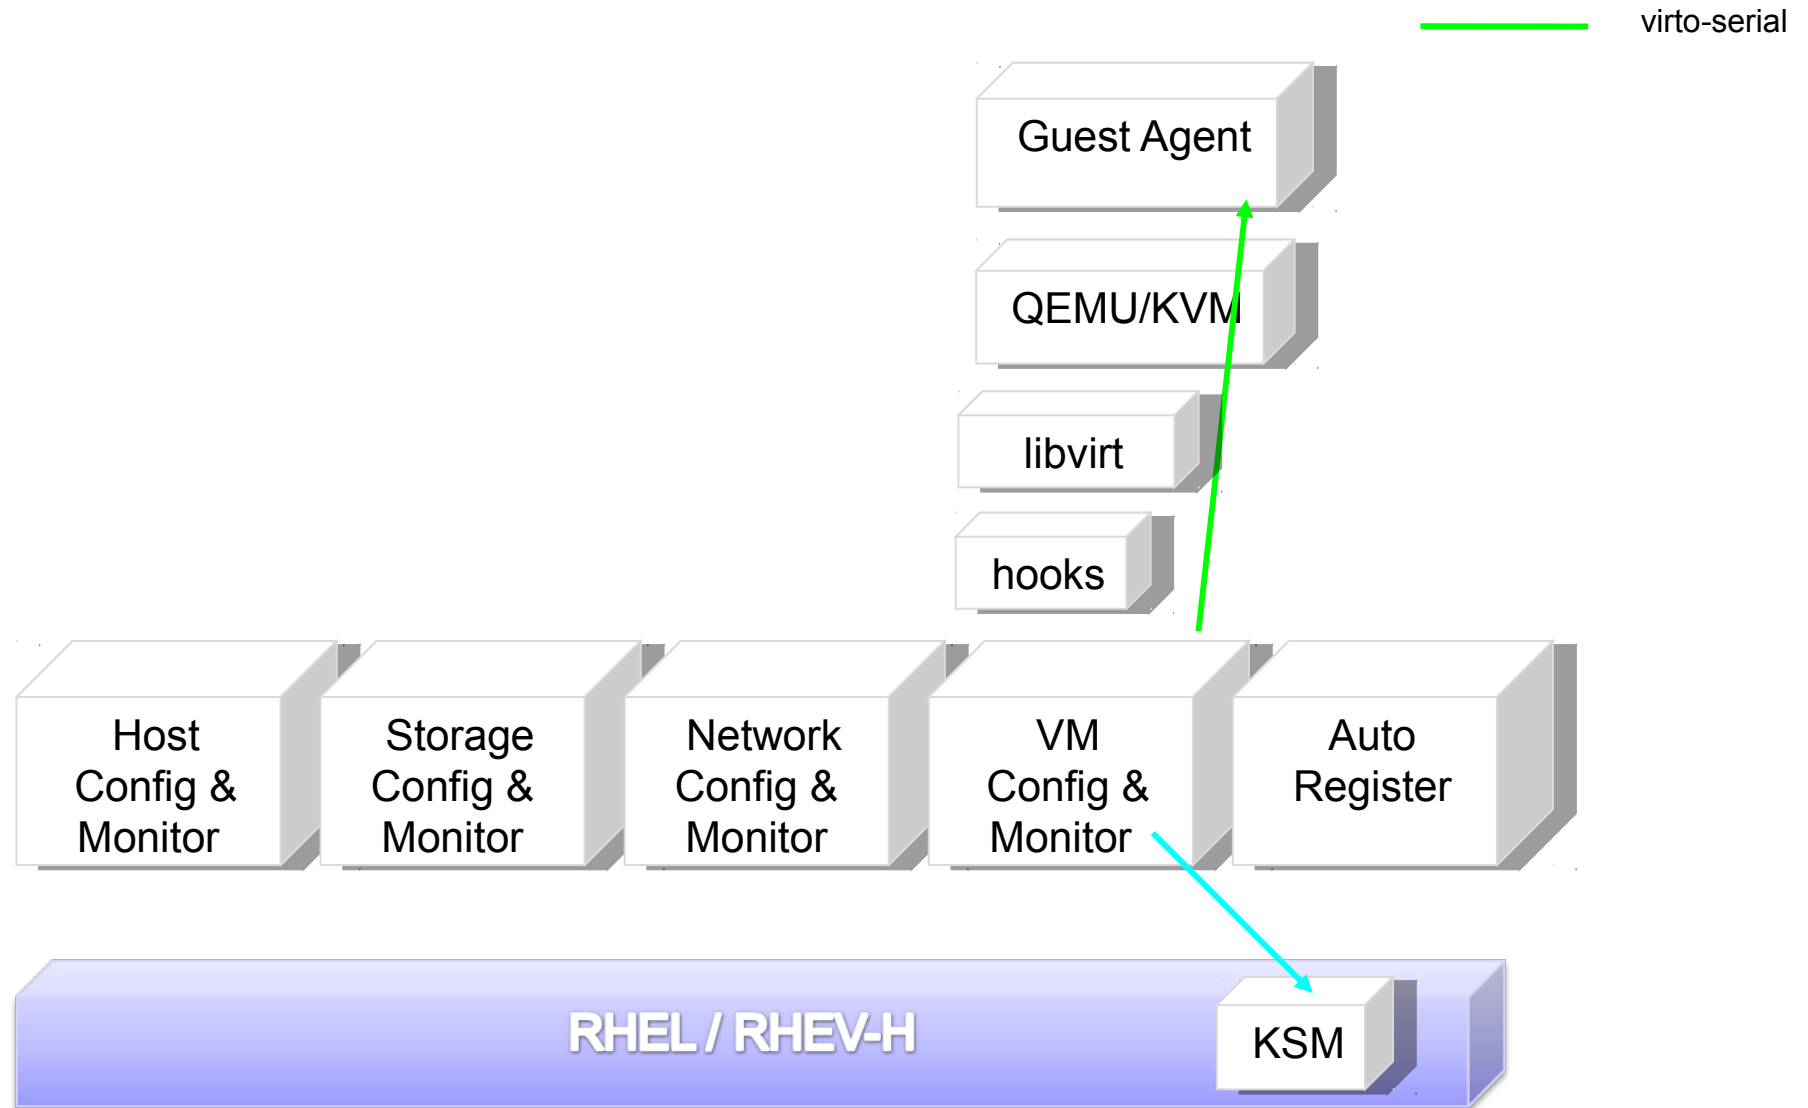 virto-serial
Guest Agent
QEMU/KVM
libvirt
hooks
Host
Config &
Monitor
Storage
Config &
Monitor
Network
Config &
Monitor
VM
Config &
Monitor
Auto
Register
RHEL / RHEV-H
KSM